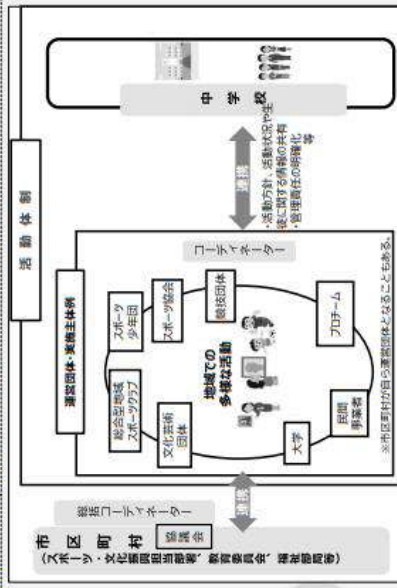 活動体制
市区町村
協議会
（スポーツ・文化振興担当部署、教育委員会、福祉部局等）
総括コーディネーター
連携
運営団体・実施主体例
総合型地域
スポーツクラブ
スポーツ
少年団
スポーツ協会
競技団体
プロチーム
民間
事業者
大学
文化芸術
団体
地域での
多様な活動
※市区町村が自ら運営団体となることもある。
コーディネーター
連携
・活動方針、活動状況や生
徒に関する情報の共有
・管理責任の明確化
等
中学校